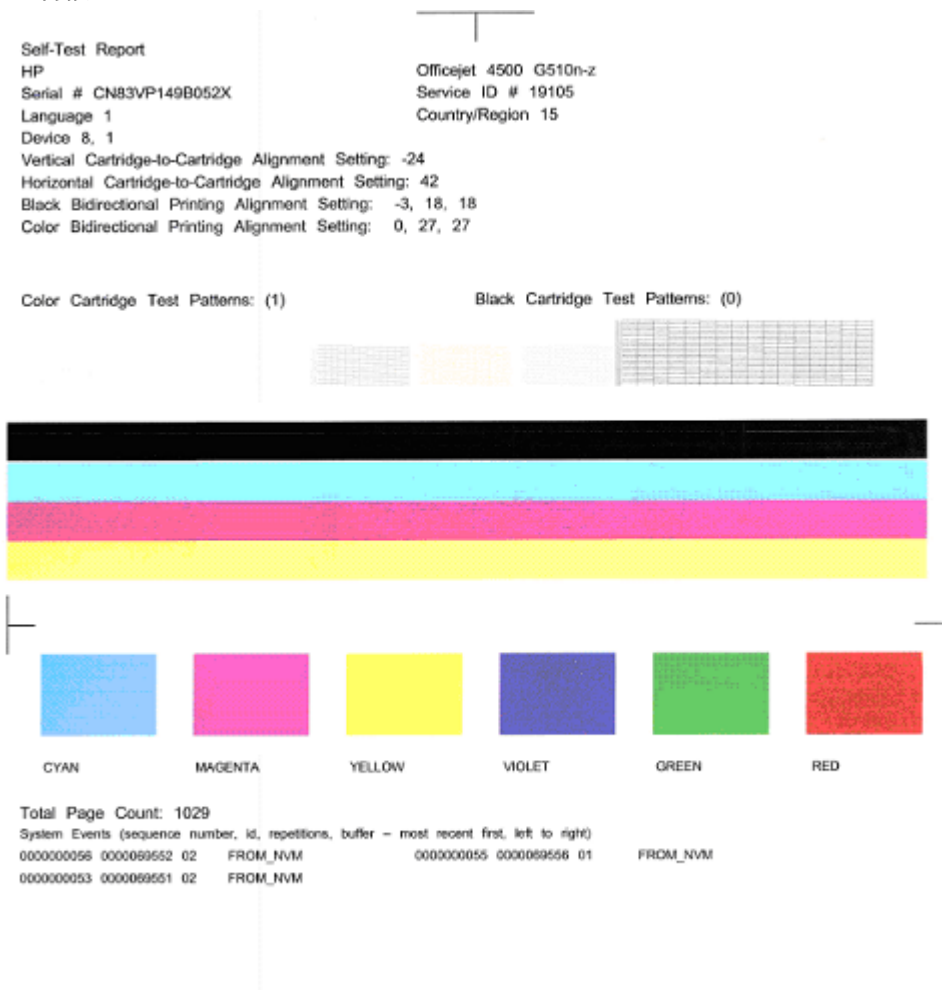 Self-Test Report
HP
Officejet 4500 G510n-z
Serial # CN83VP149B052X
Service ID # 19105
Language 1
Country/Region 15
Device 8, 1
Vertical Cartridge-to-Cartridge Alignment Setting: -24
Horizontal Cartridge-to-Cartridge Alignment Setting: 42
Black Bidirectional Printing Alignment Setting: -3, 18, 18
Color Bidirectional Printing Alignment Setting: 0, 27, 27
Color Cartridge Test Patterns: (1)
Black Cartridge Test Patterns: (0)
CYAN
MAGENTA
YELLOW
VIOLET
GREEN
RED
Total Page Count: 1029
System Events (sequence number, id, repetitions, buffer – most recent first, left to right)
0000000056 0000069552 02 FROM_NVM
0000000055 0000069556 01 FROM_NVM
0000000053 0000069551 02 FROM_NVM